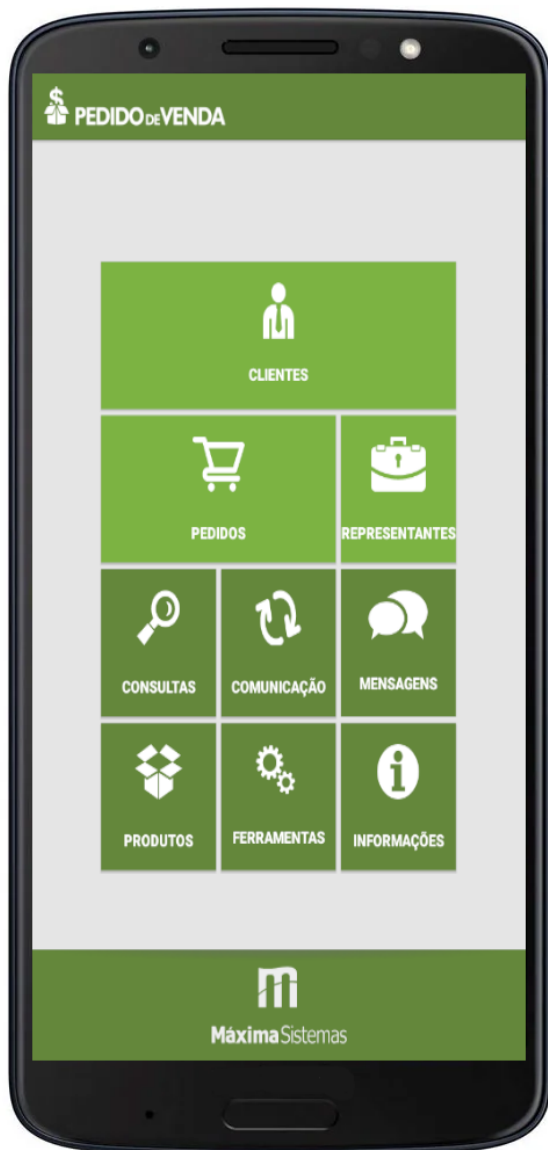 PEDIDO DE VENDA
CLIENTES
PEDIDOS
REPRESENTANTES
CONSULTAS
COMUNICAÇÃO
MENSAGENS
PRODUTOS
FERRAMENTAS
INFORMAÇÕES
Máxima Sistemas